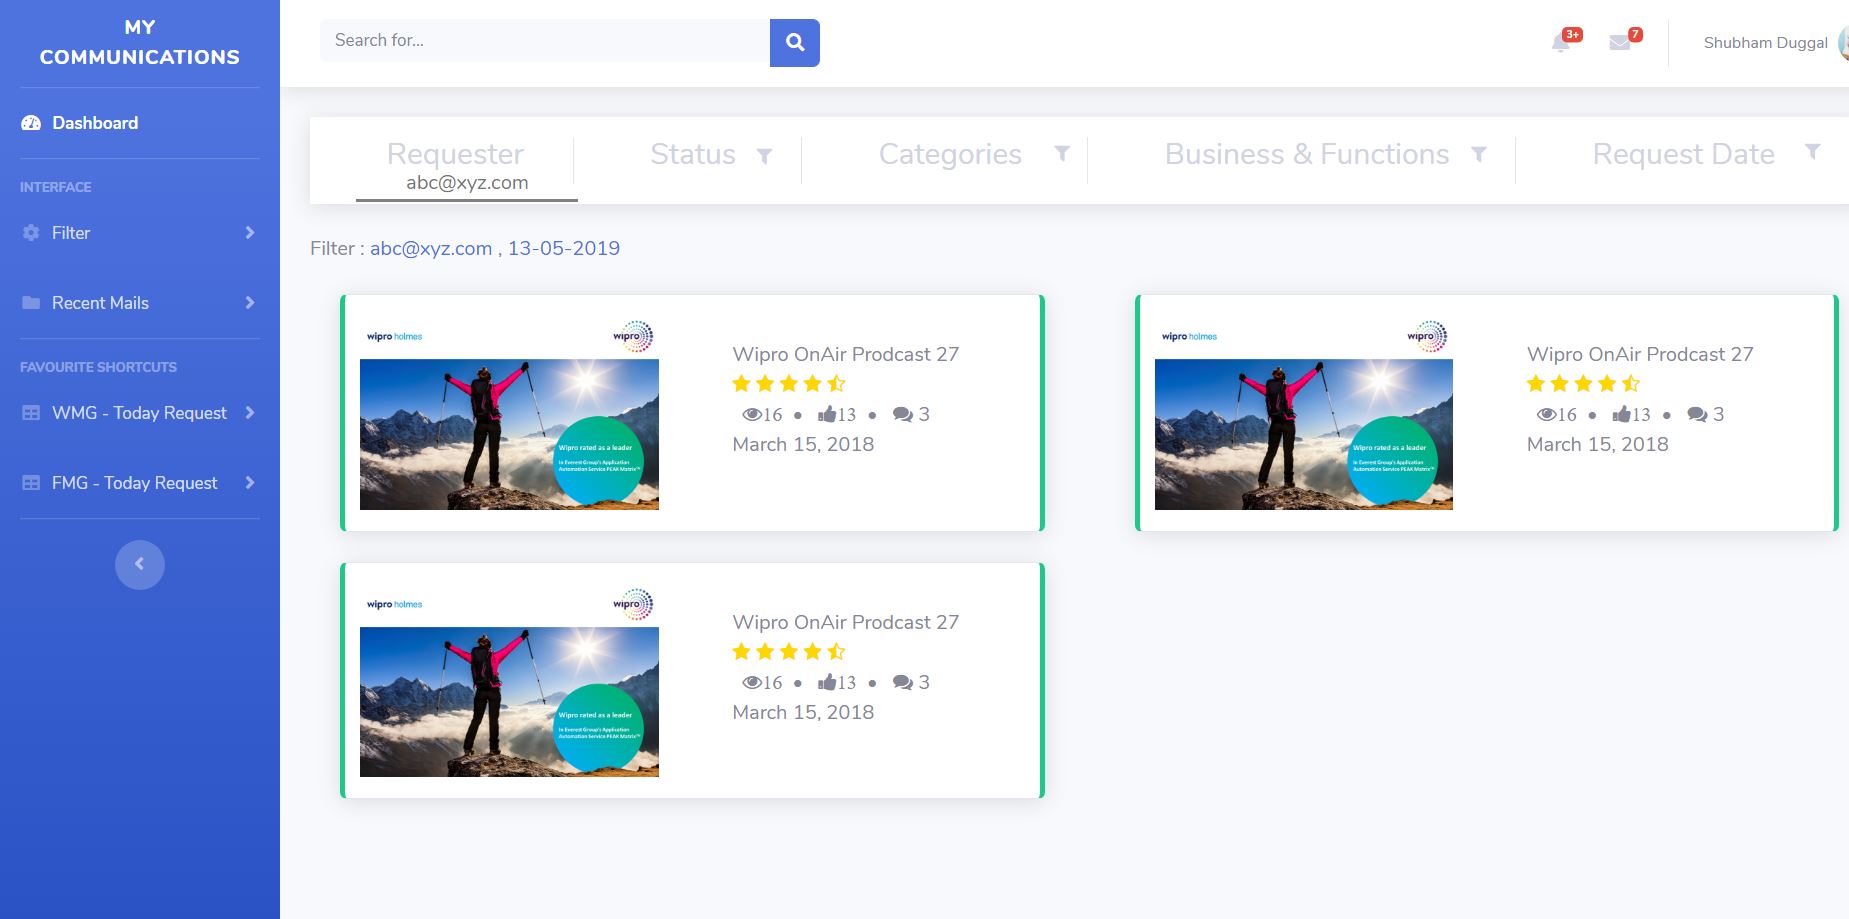 MY
COMMUNICATIONS
Dashboard
INTERFACE
Filter
Recent Mails
FAVOURITE SHORTCUTS
WMG - Today Request
FMG - Today Request
Search for...
3+
7
Shubham Duggal
Requester
abc@xyz.com
Status
Categories
Business & Functions
Request Date
Filter : abc@xyz.com , 13-05-2019
wipro holmes
wipro
Wipro rated as a leader
In Everest Group's Application
Automation Service PEAK Matrix™
Wipro OnAir Prodcast 27
16 • 13 • 3
March 15, 2018
wipro holmes
wipro
Wipro rated as a leader
In Everest Group's Application
Automation Service PEAK Matrix™
Wipro OnAir Prodcast 27
16 • 13 • 3
March 15, 2018
wipro holmes
wipro
Wipro rated as a leader
In Everest Group's Application
Automation Service PEAK Matrix™
Wipro OnAir Prodcast 27
16 • 13 • 3
March 15, 2018